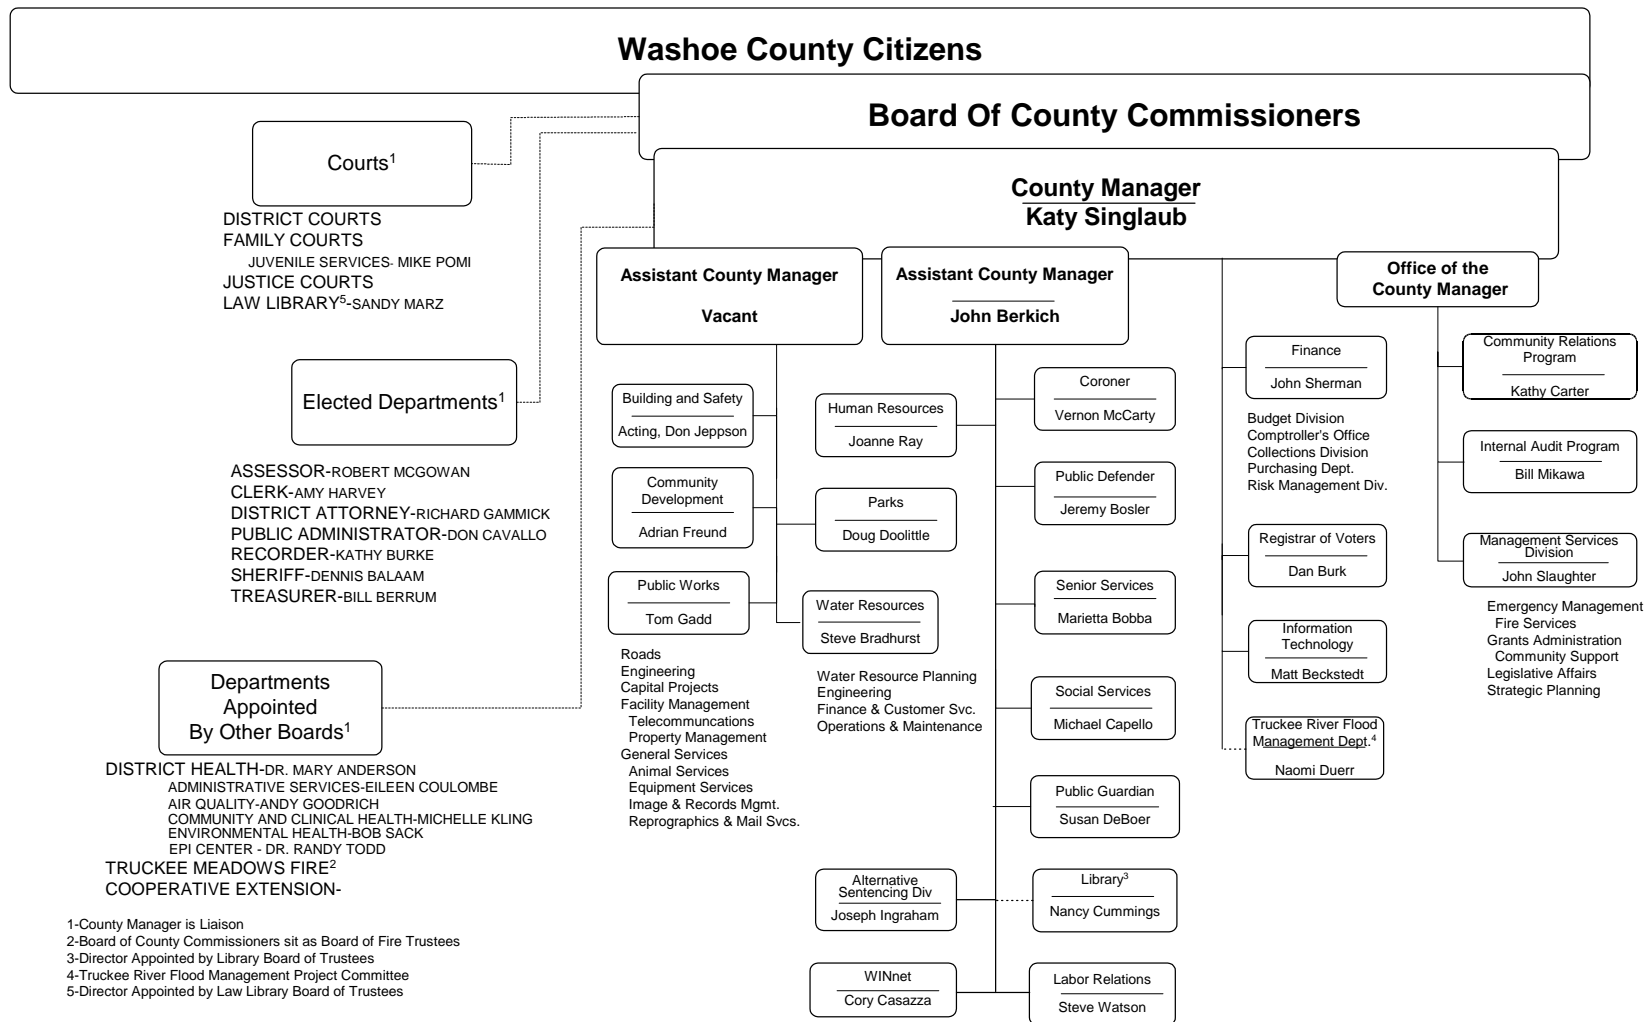 Washoe County Citizens
Board Of County Commissioners
County Manager
Katy Singlaub
Courts1
DISTRICT COURTS
FAMILY COURTS
JUVENILE SERVICES- MIKE POMI
JUSTICE COURTS
LAW LIBRARY5-SANDY MARZ
Elected Departments1
ASSESSOR-ROBERT MCGOWAN
CLERK-AMY HARVEY
DISTRICT ATTORNEY-RICHARD GAMMICK
PUBLIC ADMINISTRATOR-DON CAVALLO
RECORDER-KATHY BURKE
SHERIFF-DENNIS BALAAM
TREASURER-BILL BERRUM
Departments
Appointed
By Other Boards1
DISTRICT HEALTH-DR. MARY ANDERSON
ADMINISTRATIVE SERVICES-EILEEN COULOMBE
AIR QUALITY-ANDY GOODRICH
COMMUNITY AND CLINICAL HEALTH-MICHELLE KLING
ENVIRONMENTAL HEALTH-BOB SACK
EPI CENTER - DR. RANDY TODD
TRUCKEE MEADOWS FIRE2
COOPERATIVE EXTENSION-
1-County Manager is Liaison
2-Board of County Commissioners sit as Board of Fire Trustees
3-Director Appointed by Library Board of Trustees
4-Truckee River Flood Management Project Committee
5-Director Appointed by Law Library Board of Trustees
Assistant County Manager
Vacant
Building and Safety
Acting, Don Jeppson
Community
Development
Adrian Freund
Public Works
Tom Gadd
Roads
Engineering
Capital Projects
Facility Management
Telecommuncations
Property Management
General Services
Animal Services
Equipment Services
Image & Records Mgmt.
Reprographics & Mail Svcs.
Parks
Doug Doolittle
Water Resources
Steve Bradhurst
Water Resource Planning
Engineering
Finance & Customer Svc.
Operations & Maintenance
Assistant County Manager
John Berkich
Human Resources
Joanne Ray
Coroner
Vernon McCarty
Public Defender
Jeremy Bosler
Senior Services
Marietta Bobba
Social Services
Michael Capello
Public Guardian
Susan DeBoer
Alternative
Sentencing Div
Joseph Ingraham
Library3
Nancy Cummings
WINnet
Cory Casazza
Labor Relations
Steve Watson
Finance
John Sherman
Budget Division
Comptroller's Office
Collections Division
Purchasing Dept.
Risk Management Div.
Registrar of Voters
Dan Burk
Information
Technology
Matt Beckstedt
Truckee River Flood
Management Dept.4
Naomi Duerr
Office of the
County Manager
Community Relations
Program
Kathy Carter
Internal Audit Program
Bill Mikawa
Management Services
Division
John Slaughter
Emergency Management
Fire Services
Grants Administration
Community Support
Legislative Affairs
Strategic Planning